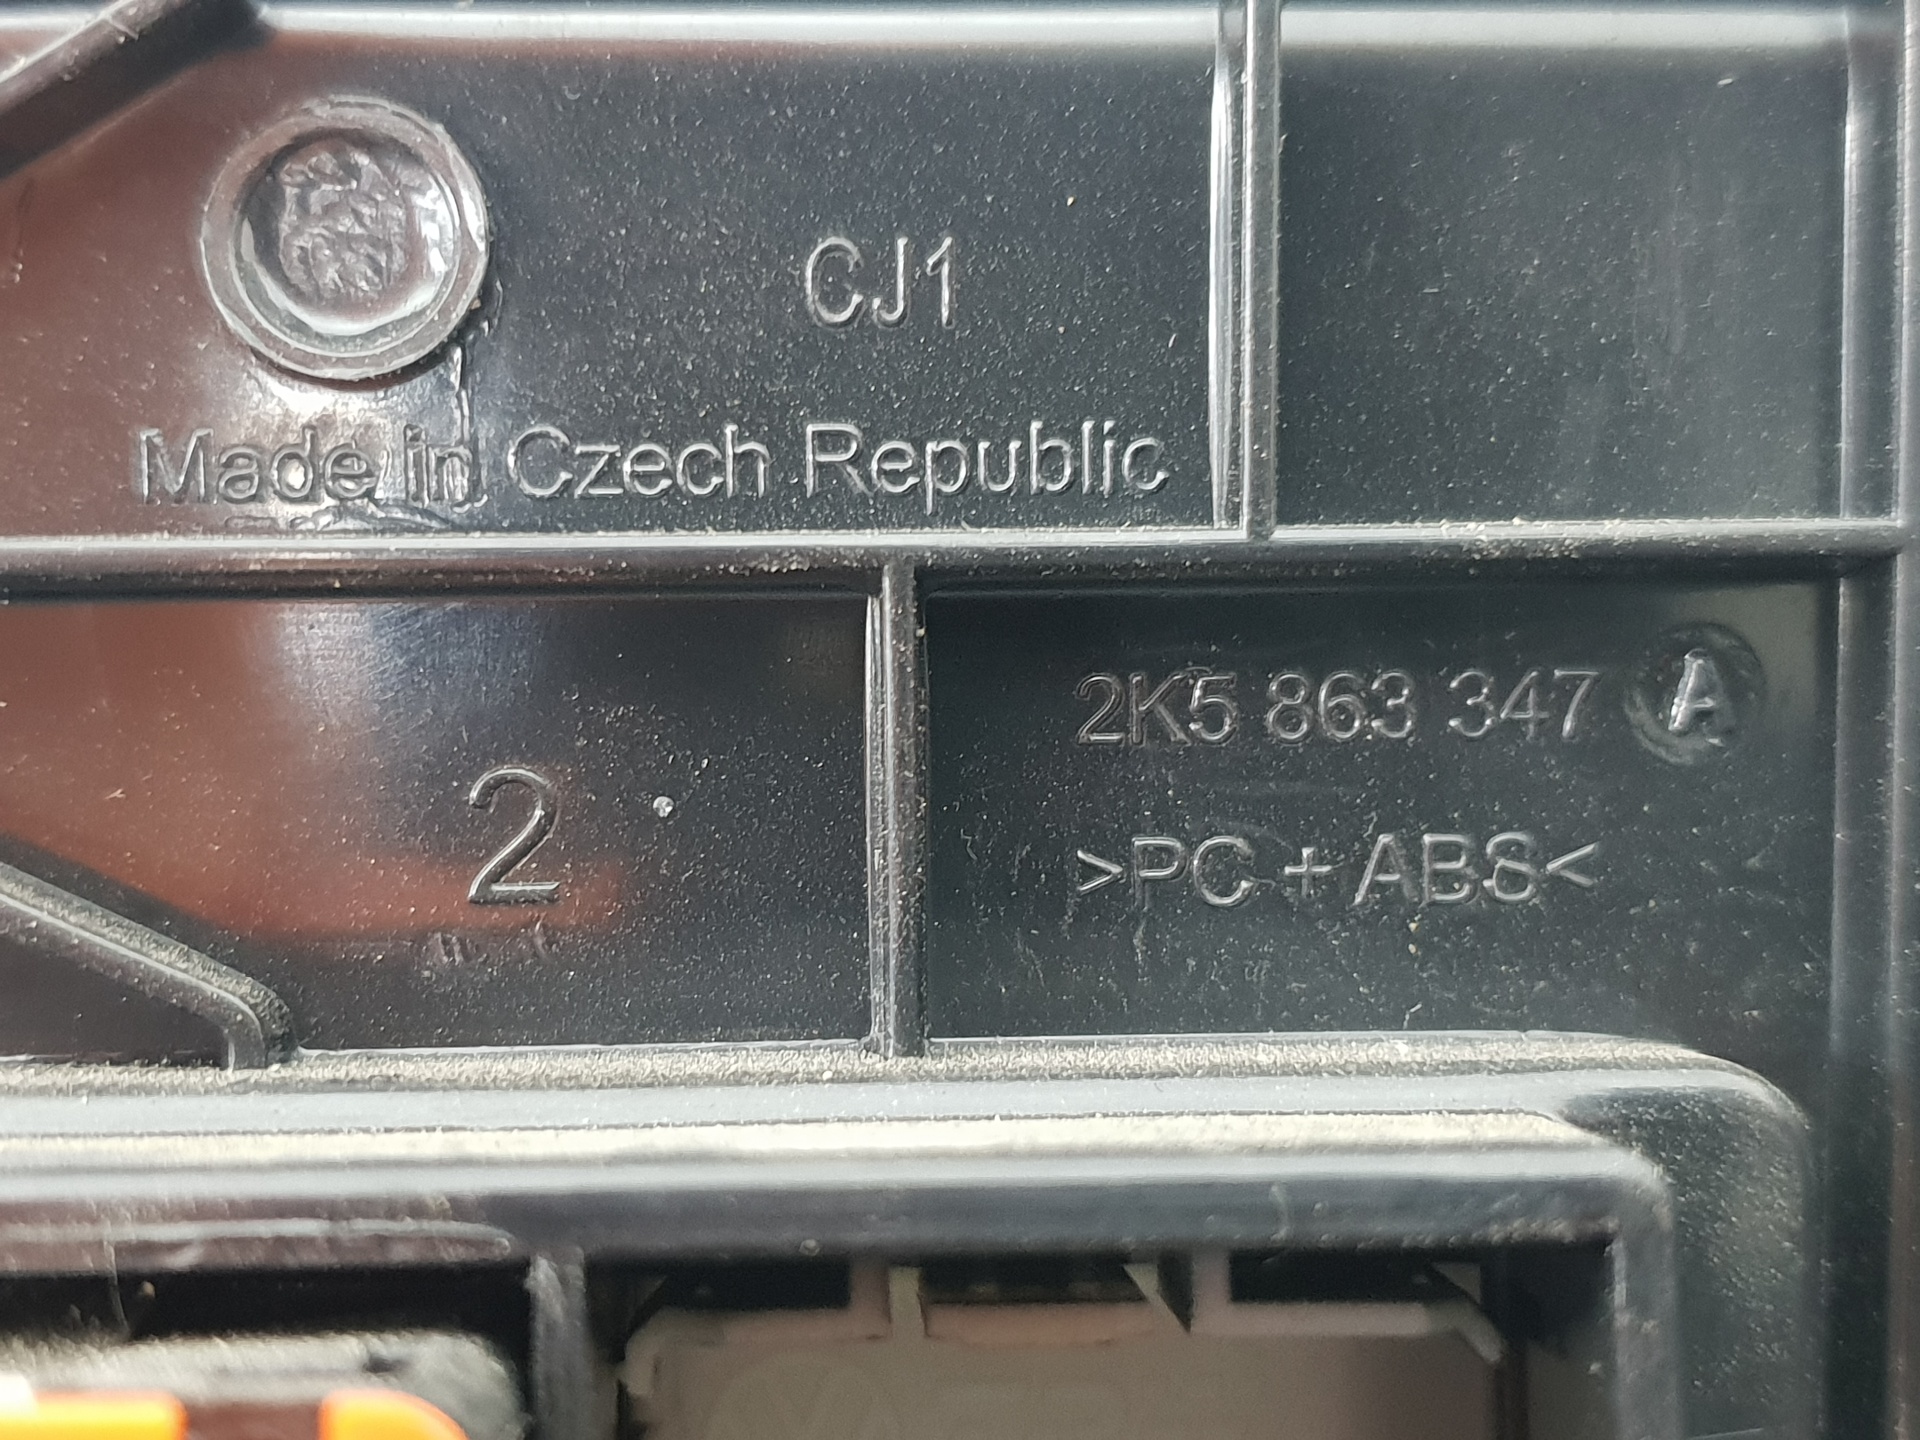 CJ1
Made in Czech Republic
2K5 863 347 A
2
>PC + ABS<